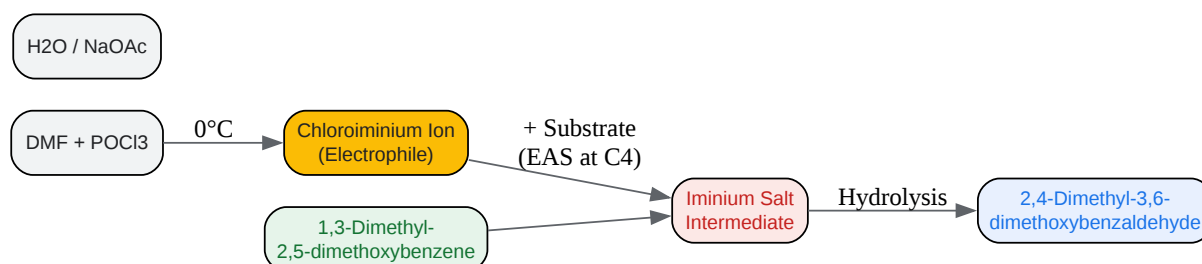 H2O / NaOAc
DMF + POCl3
0°C
Chloroiminium Ion
(Electrophile)
+ Substrate
(EAS at C4)
1,3-Dimethyl-
2,5-dimethoxybenzene
Iminium Salt
Intermediate
Hydrolysis
2,4-Dimethyl-3,6-
dimethoxybenzaldehyde